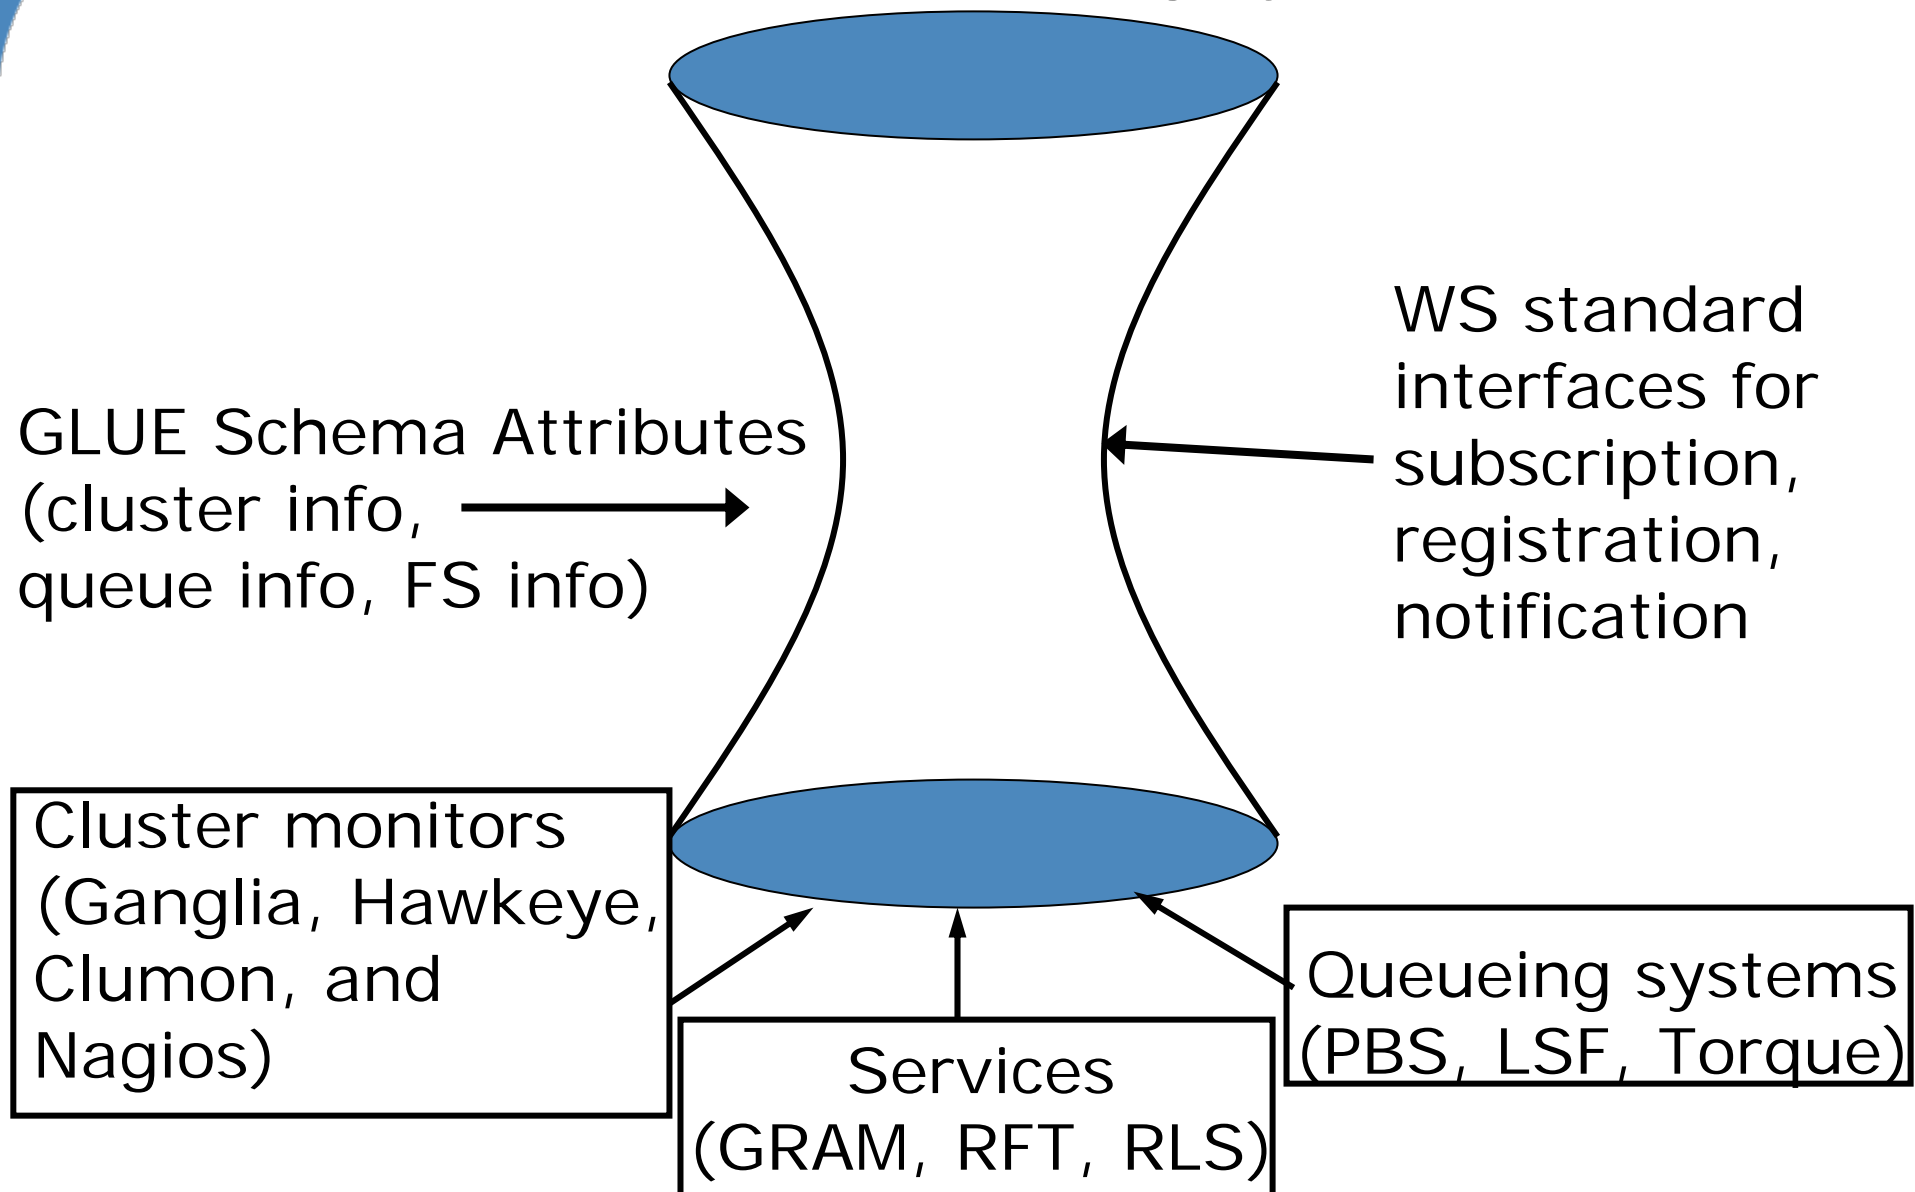 GLUE Schema Attributes
(cluster info,
queue info, FS info)
WS standard
interfaces for
subscription,
registration,
notification
Cluster monitors
(Ganglia, Hawkeye,
Clumon, and
Nagios)
Services
(GRAM, RFT, RLS)
Queueing systems
(PBS, LSF, Torque)